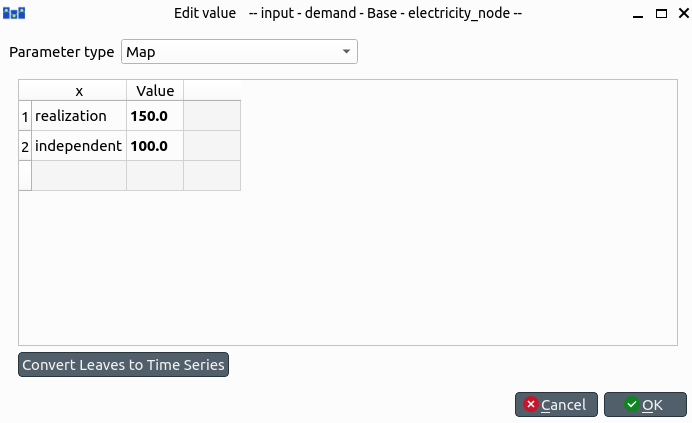 Edit value -- input - demand - Base - electricity_node --
Parameter type Map
x Value
1 realization 150.0
2 independent 100.0
Convert Leaves to Time Series
Cancel OK